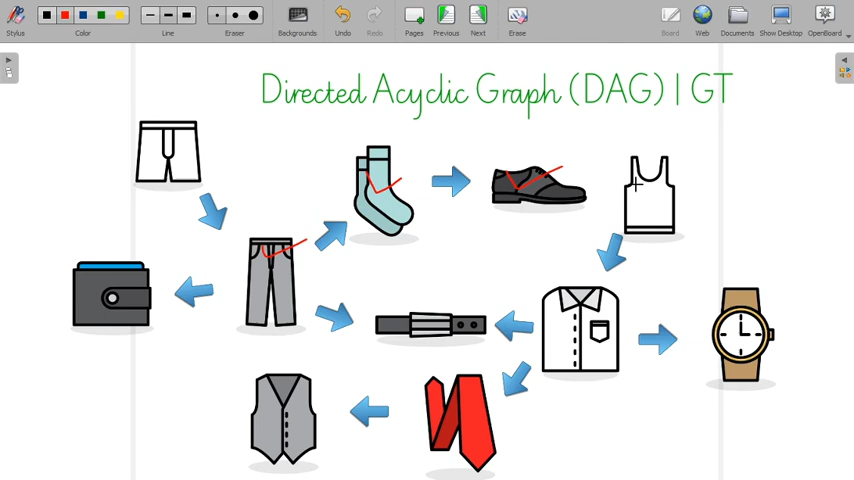 Stylus
Color
Line
Eraser
Backgrounds
Undo
Redo
Pages
Previous
Next
Erase
Board
Web
Documents
Show Desktop
OpenBoard
Directed Acyclic Graph (DAG) | GT